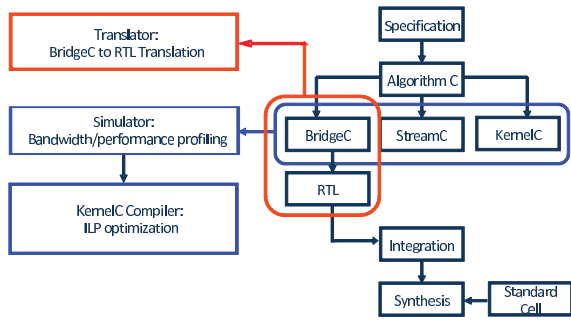 Translator:
BridgeC to RTL Translation
Specification
Algorithm C
Simulator:
Bandwidth/performance profiling
BridgeC
StreamC
KernelC
RTL
KernelC Compiler:
ILP optimization
Integration
Synthesis
Standard
Cell